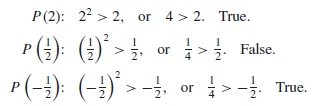 P(2): 2² > 2, or 4 > 2. True.
P(1/2): (1/2)² > 1/2, or 1/4 > 1/2. False.
P(-1/2): (-1/2)² > -1/2, or 1/4 > -1/2. True.